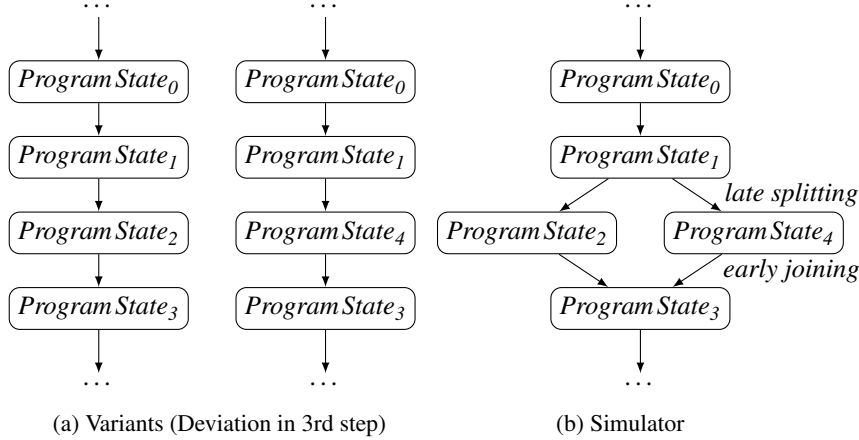 ... ... ...
Program State₀ Program State₀ Program State₀
Program State₁ Program State₁ Program State₁
late splitting
Program State₂ Program State₄ Program State₂ Program State₄
early joining
Program State₃ Program State₃ Program State₃
... ... ...
(a) Variants (Deviation in 3rd step) (b) Simulator